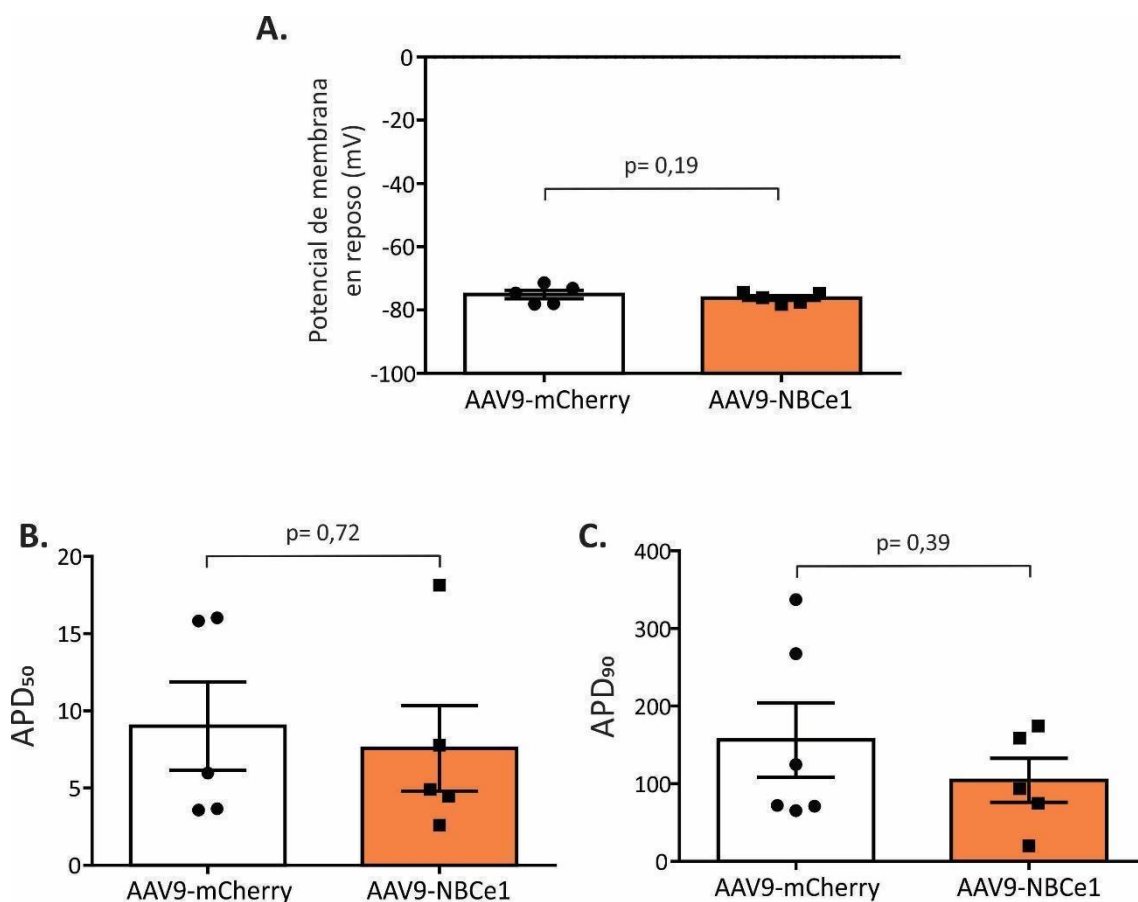 A.
Potencial de membrana
en reposo (mV)
0
-20
-40
-60
-80
-100
p= 0,19
AAV9-mCherry AAV9-NBCe1
B.
APD50
20
15
10
5
0
p= 0,72
AAV9-mCherry AAV9-NBCe1
C.
APD90
400
300
200
100
0
p= 0,39
AAV9-mCherry AAV9-NBCe1